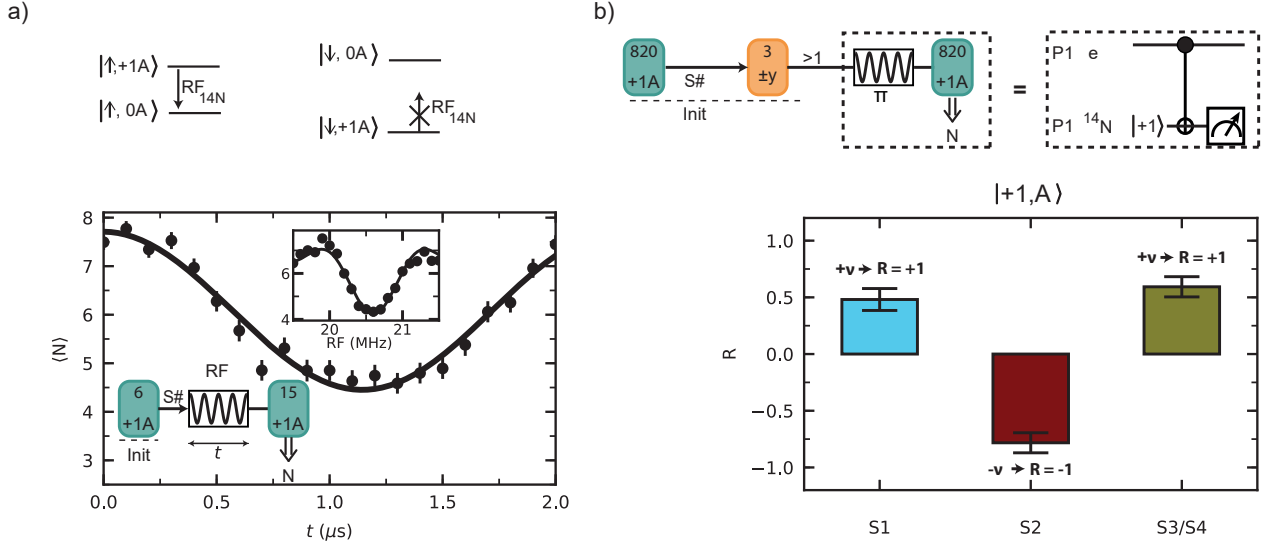 a)
|↑,+1A⟩
RF14N
|↑, 0A⟩
|↓, 0A⟩
|↓,+1A⟩
RF14N
⟨N⟩
8
7
6
5
4
3
0.0
0.5
1.0
1.5
2.0
t (μs)
6
4
20
21
RF (MHz)
6
+1A
Init
S#
RF
t
15
+1A
N
b)
820
+1A
S#
Init
3
±y
>1
π
820
+1A
N
=
P1 e
P1 14N |+1⟩
|+1,A⟩
R
1.0
0.5
0.0
−0.5
−1.0
+ν → R = +1
-ν → R = -1
+ν → R = +1
S1
S2
S3/S4